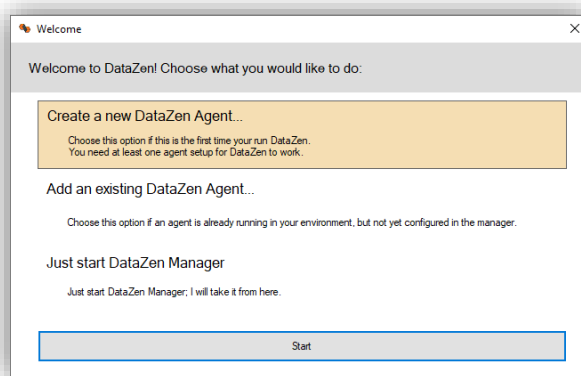 Welcome
Welcome to DataZen! Choose what you would like to do:
Create a new DataZen Agent...
Choose this option if this is the first time your run DataZen.
You need at least one agent setup for DataZen to work.
Add an existing DataZen Agent...
Choose this option if an agent is already running in your environment, but not yet configured in the manager.
Just start DataZen Manager
Just start DataZen Manager; I will take it from here.
Start